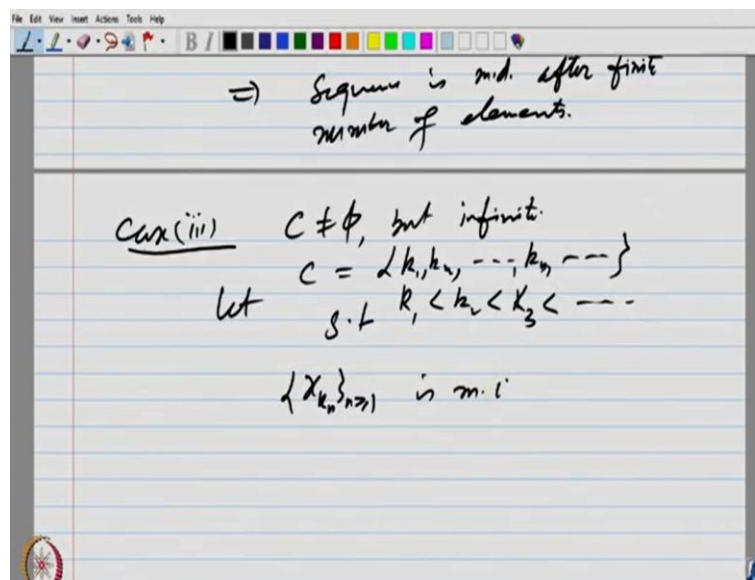 File Edit View Insert Actions Tools Help
B I
=) Sequence is m.d. after finite
number of elements.
Case(iii) C ≠ φ, but infinite.
Let C = {k₁, k₂, ---, kₙ, ---}
s.t k₁ < k₂ < k₃ < ----
{x_{kₙ}}_{n≥1} is m.i